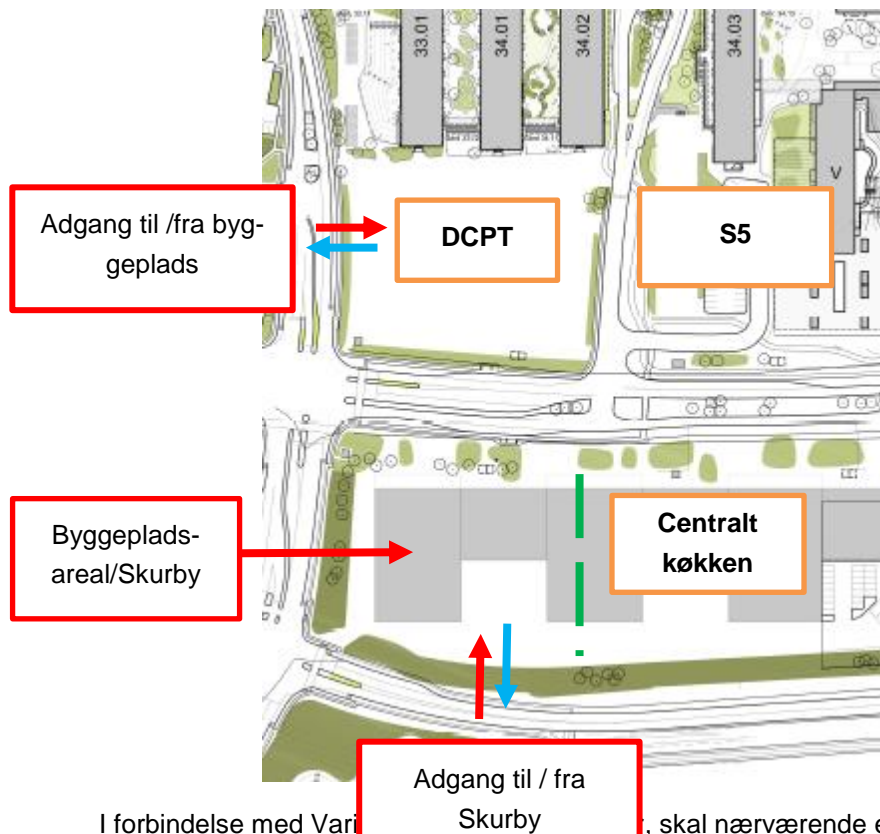 33.01
34.01
34.02
34.03
Adgang til /fra byg-
geplads
DCPT
S5
V
Byggeplads-
areal/Skurby
Centralt
køkken
Adgang til / fra
Skurby
I forbindelse med Vari
, skal nærværende e